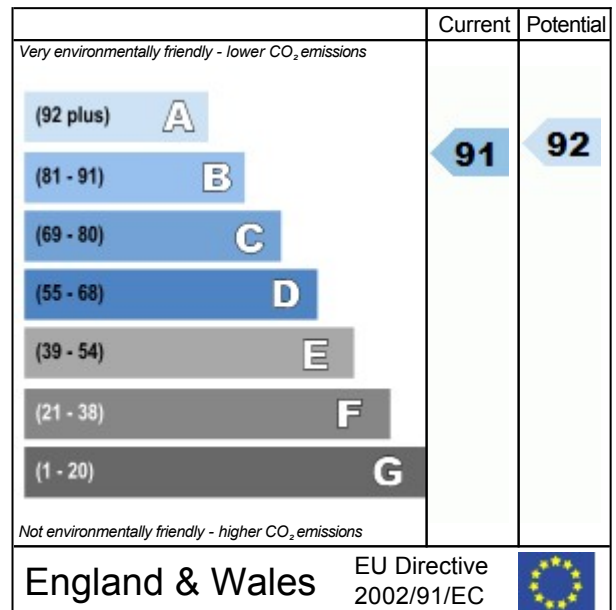 Current Potential
Very environmentally friendly - lower CO₂ emissions
(92 plus) A
(81 - 91) B
(69 - 80) C
(55 - 68) D
(39 - 54) E
(21 - 38) F
(1 - 20) G
91
92
Not environmentally friendly - higher CO₂ emissions
England & Wales
EU Directive
2002/91/EC